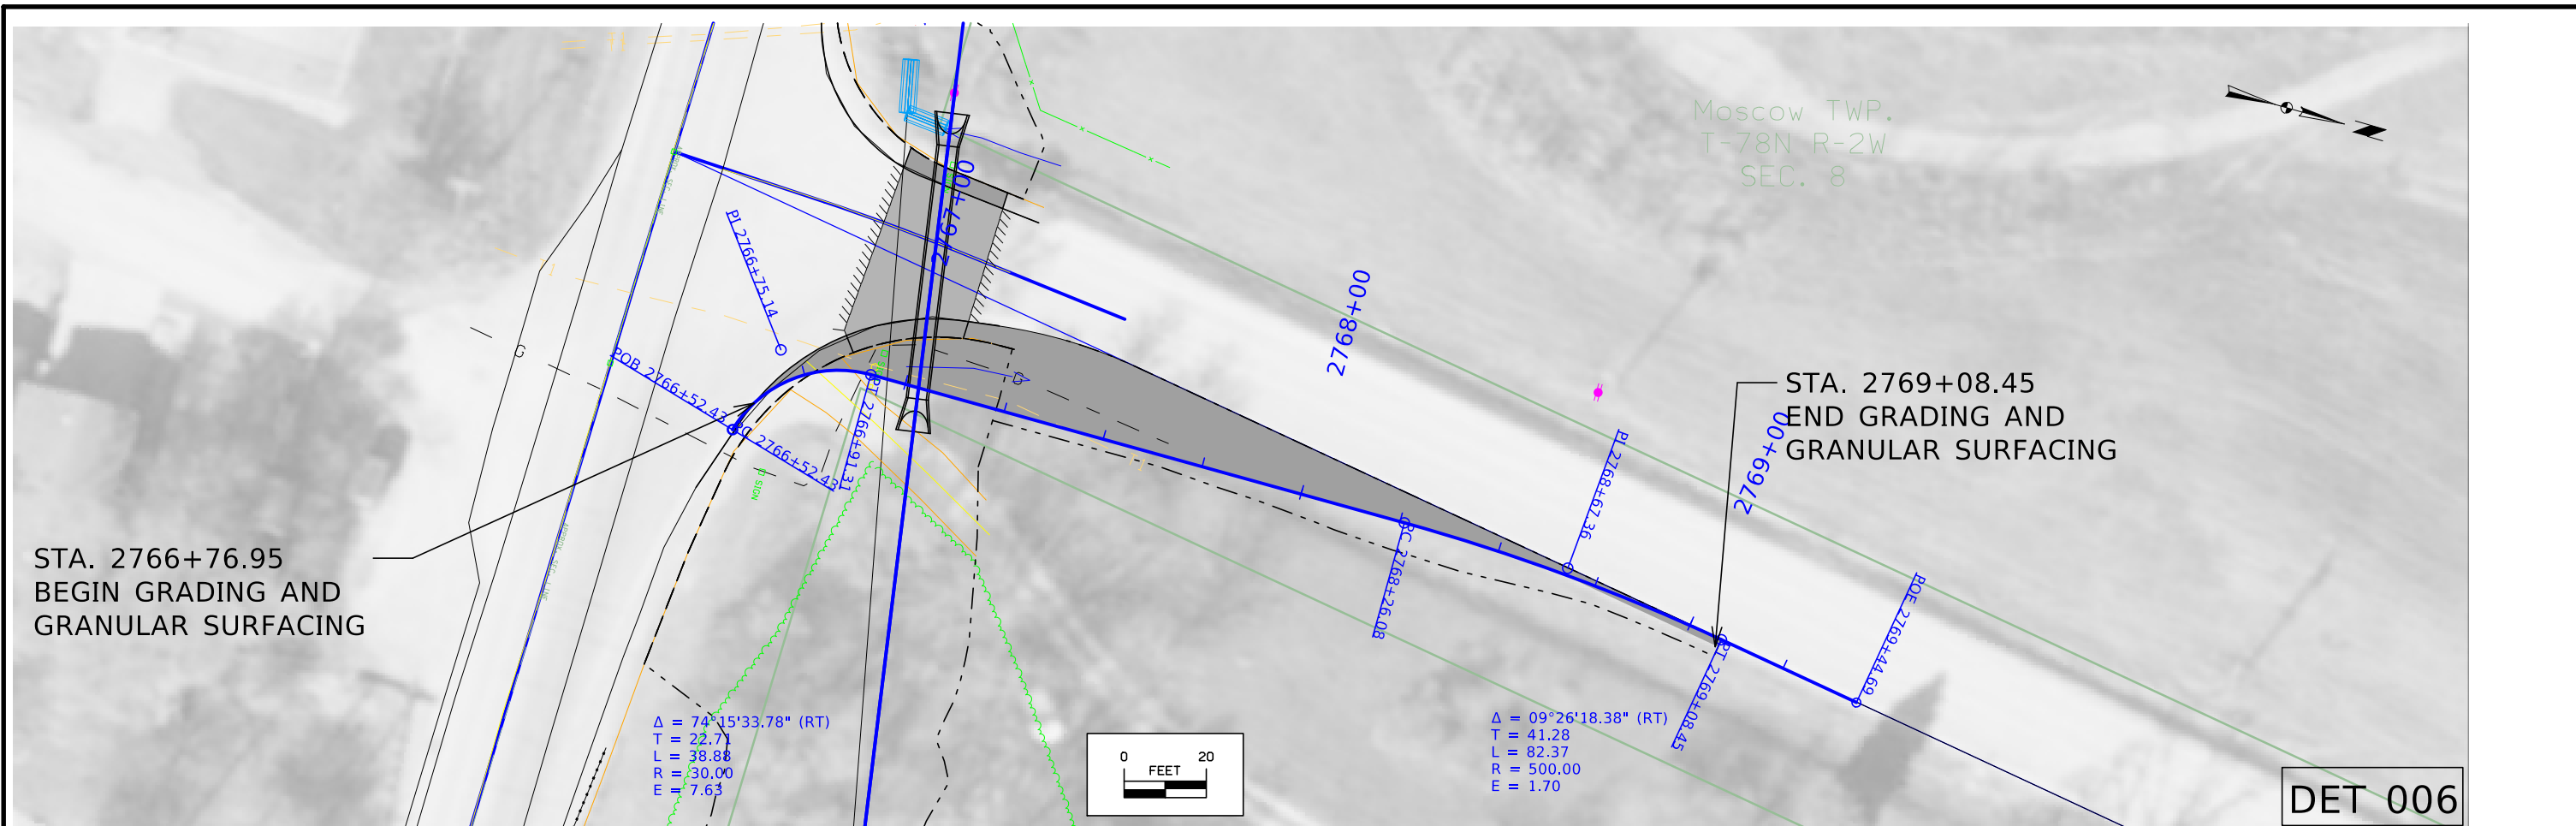 Moscow TWP.
T-78N R-2W
SEC. 8
PI 2766+75.14
2767+00
2768+00
2769+00
G
G
POB 2766+52.43
PC 2766+52.43
PT 2766+91.31
SIGN
STA. 2769+08.45
END GRADING AND
GRANULAR SURFACING
PI 2768+67.36
PC 2768+26.08
PT 2769+08.45
POE 2769+44.69
STA. 2766+76.95
BEGIN GRADING AND
GRANULAR SURFACING
Δ = 74°15'33.78" (RT)
T = 22.71
L = 38.88
R = 30.00
E = 7.63
0 20
FEET
Δ = 09°26'18.38" (RT)
T = 41.28
L = 82.37
R = 500.00
E = 1.70
DET 006